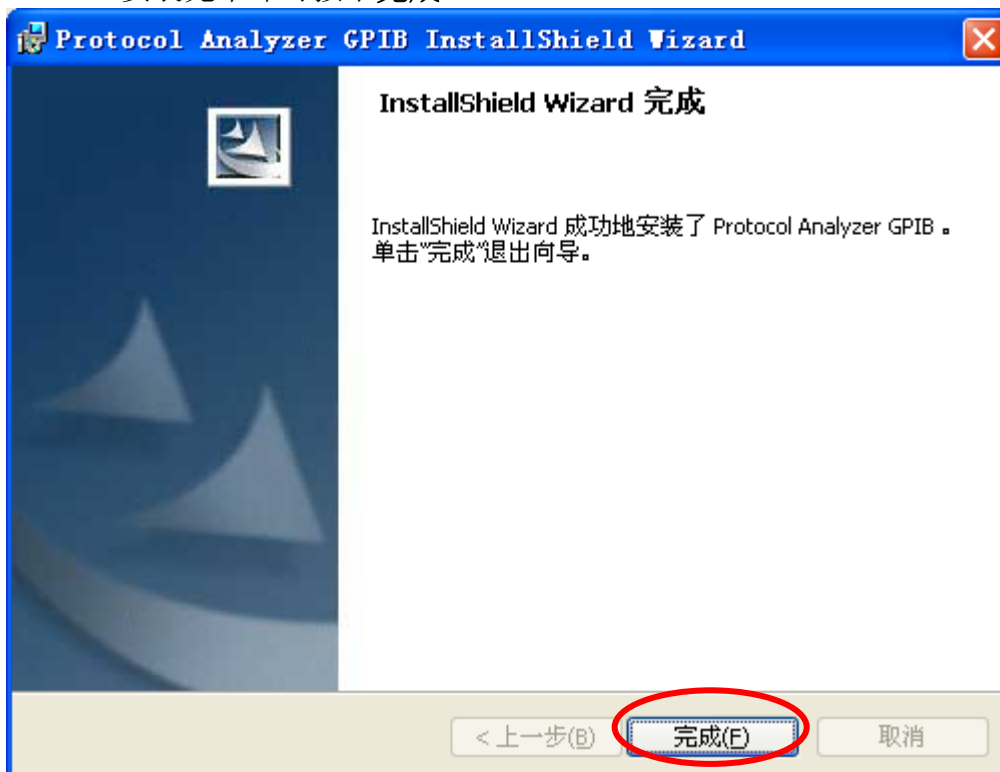 Protocol Analyzer GPIB InstallShield Wizard
InstallShield Wizard 完成
InstallShield Wizard 成功地安装了 Protocol Analyzer GPIB 。
单击“完成”退出向导。
< 上一步(B)
完成(F)
取消